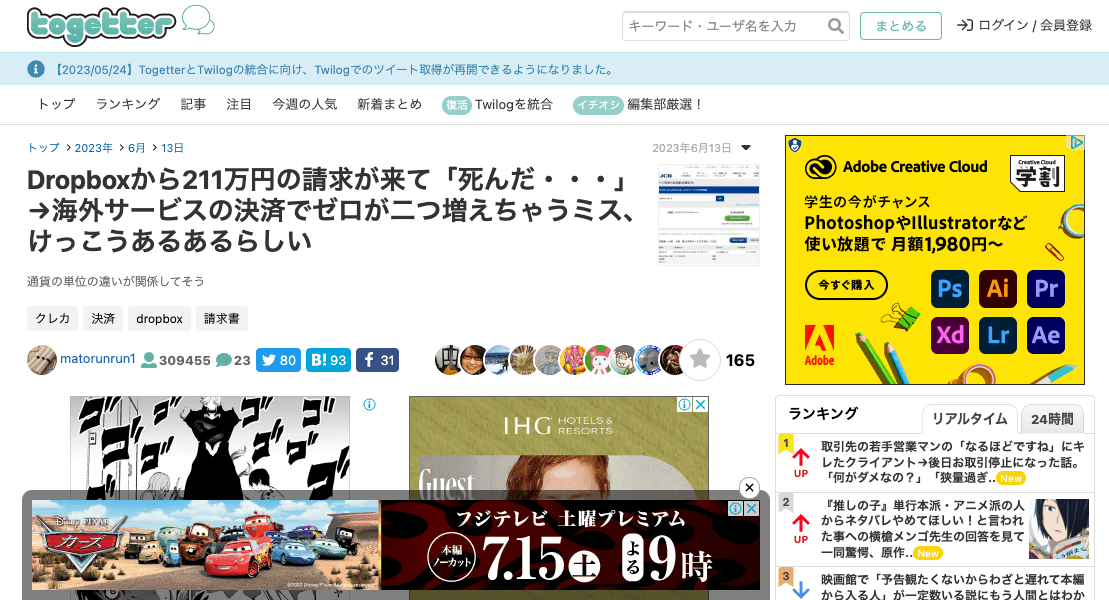 togetter
キーワード・ユーザ名を入力
まとめる
ログイン / 会員登録
【2023/05/24】TogetterとTwilogの統合に向け、Twilogでのツイート取得が再開できるようになりました。
トップ ランキング 記事 注目 今週の人気 新着まとめ 復活 Twilogを統合 イチオシ 編集部厳選！
トップ 2023年 6月 13日
2023年6月13日
Dropboxから211万円の請求が来て「死んだ・・・」
→海外サービスの決済でゼロが二つ増えちゃうミス、
けっこうあるあるらしい
JCB
通貨の単位の違いが関係してそう
クレカ 決済 dropbox 請求書
matorunrun1 309455 23 80 B! 93 31
165
Adobe Creative Cloud
Creative Cloud
学割
学生の今がチャンス
PhotoshopやIllustratorなど
使い放題で 月額1,980円〜
今すぐ購入
Ps Ai Pr
Xd Lr Ae
Adobe
ゴゴゴゴ
IHG HOTELS & RESORTS
Guest
Disney PIXAR
カーズ
©2023 Disney/Pixar
フジテレビ 土曜プレミアム
本編
ノーカット
7.15土よる9時
ランキング
リアルタイム 24時間
1
UP
取引先の若手営業マンの「なるほどですね」にキ
レたクライアント→後日お取引停止になった話。
「何がダメなの？」「狭量過ぎ.. New
2
UP
『推しの子』単行本派・アニメ派の人
からネタバレやめてほしい！と言われ
た事への横槍メンゴ先生の回答を見て
一同驚愕、原作.. New
3
映画館で「予告観たくないからわざと遅れて本編
から入る人」が一定数いる説にもう人間とはわか